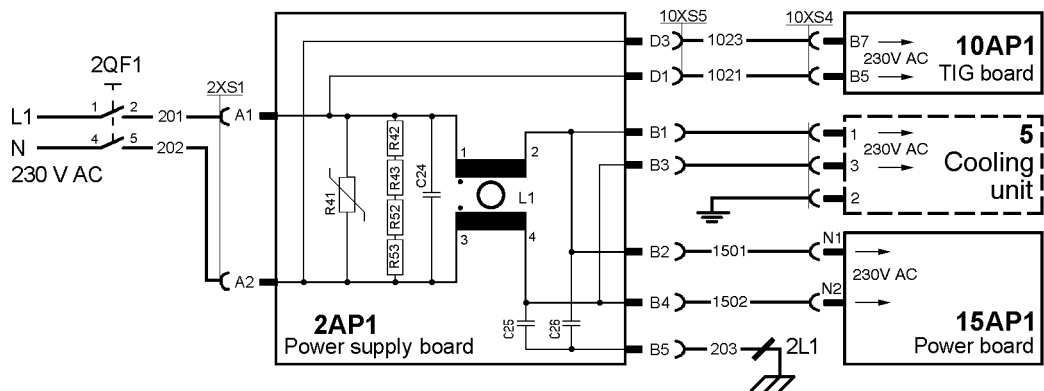 10XS5
10XS4
D3
1023
B7
10AP1
230V AC
TIG board
D1
1021
B5
2QF1
2XS1
L1
1
2
201
A1
N
4
5
202
230 V AC
R41
R42
R43
R52
R53
C24
1
2
L1
3
4
B1
1
5
230V AC
Cooling
unit
B3
3
2
A2
B2
1501
N1
230V AC
B4
1502
N2
15AP1
Power board
2AP1
Power supply board
C25
C26
B5
203
2L1